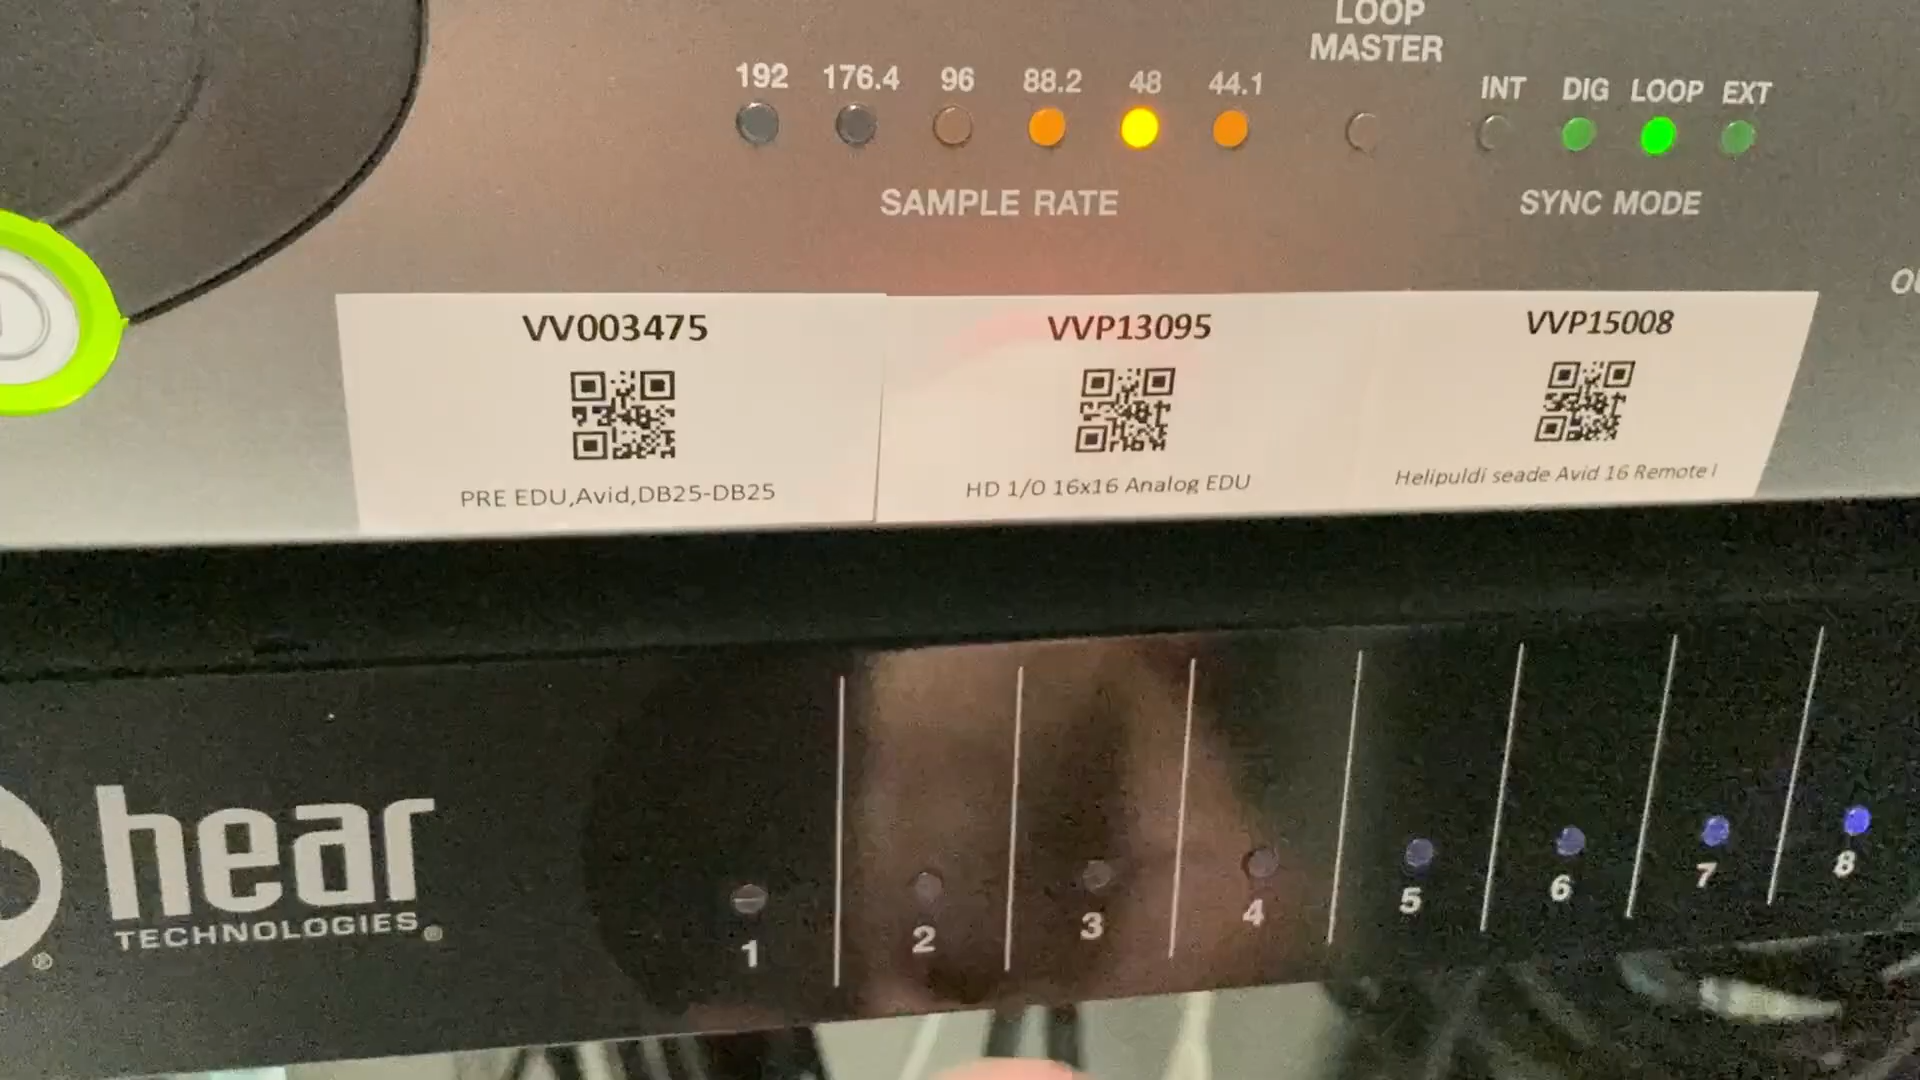 LOOP
MASTER
192 176.4 96 88.2 48 44.1
INT DIG LOOP EXT
SAMPLE RATE
SYNC MODE
VV003475
PRE EDU,Avid,DB25-DB25
VVP13095
HD 1/O 16x16 Analog EDU
VVP15008
Helipuldi seade Avid 16 Remote
hear
TECHNOLOGIES®
®
1 2 3 4 5 6 7 8